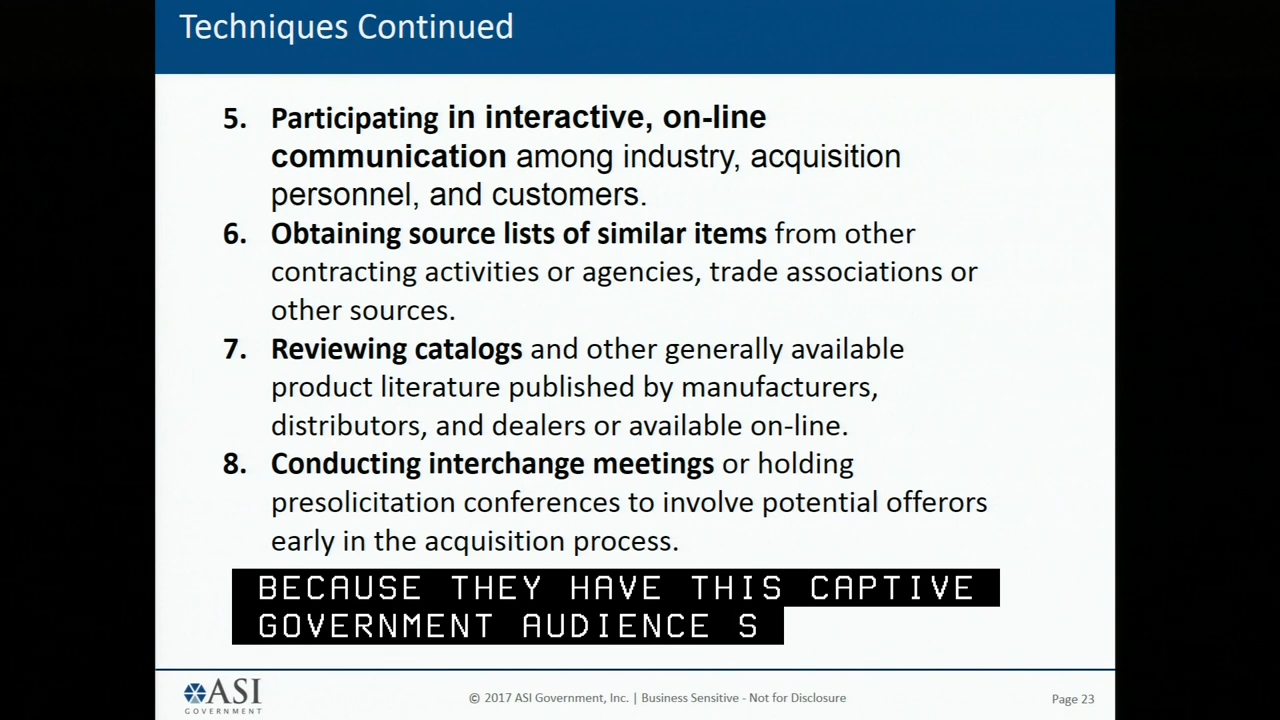 Techniques Continued
5. Participating in interactive, on-line
communication among industry, acquisition
personnel, and customers.
6. Obtaining source lists of similar items from other
contracting activities or agencies, trade associations or
other sources.
7. Reviewing catalogs and other generally available
product literature published by manufacturers,
distributors, and dealers or available on-line.
8. Conducting interchange meetings or holding
presolicitation conferences to involve potential offerors
early in the acquisition process.
BECAUSE THEY HAVE THIS CAPTIVE
GOVERNMENT AUDIENCE S
ASI
GOVERNMENT
© 2017 ASI Government, Inc. | Business Sensitive - Not for Disclosure
Page 23